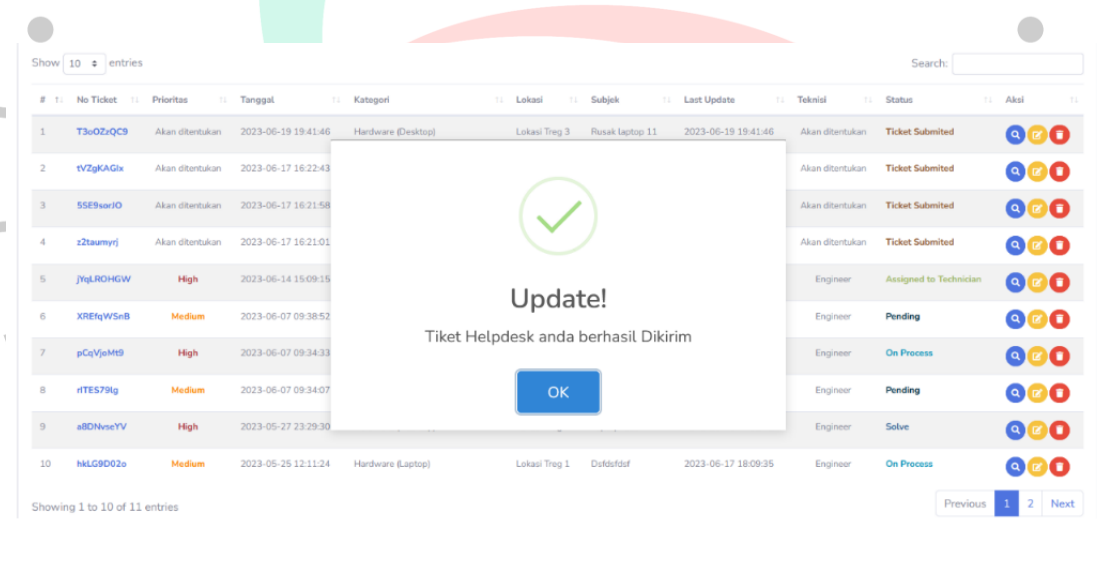 Show 10 entries Search:
# No Ticket Prioritas Tanggal Kategori Lokasi Subjek Last Update Teknisi Status Aksi
1 T3oOZzQC9 Akan ditentukan 2023-06-19 19:41:46 Hardware (Desktop) Lokasi Treg 3 Rusak laptop 11 2023-06-19 19:41:46 Akan ditentukan Ticket Submited
2 tVZgKAGlx Akan ditentukan 2023-06-17 16:22:43 Akan ditentukan Ticket Submited
3 5SE9sorJO Akan ditentukan 2023-06-17 16:21:58 Akan ditentukan Ticket Submited
4 z2taumyrj Akan ditentukan 2023-06-17 16:21:01 Akan ditentukan Ticket Submited
5 jYqLROHGW High 2023-06-14 15:09:15 Engineer Assigned to Technician
Update!
6 XREfqWSnB Medium 2023-06-07 09:38:52 Engineer Pending
Tiket Helpdesk anda berhasil Dikirim
7 pCqVjoMt9 High 2023-06-07 09:34:33 Engineer On Process
8 rITES79lg Medium 2023-06-07 09:34:07 Engineer Pending
OK
9 a8DNvseYV High 2023-05-27 23:29:30 Engineer Solve
10 hkLG9D02o Medium 2023-05-25 12:11:24 Hardware (Laptop) Lokasi Treg 1 Dsfdsfdsf 2023-06-17 18:09:35 Engineer On Process
Showing 1 to 10 of 11 entries Previous 1 2 Next